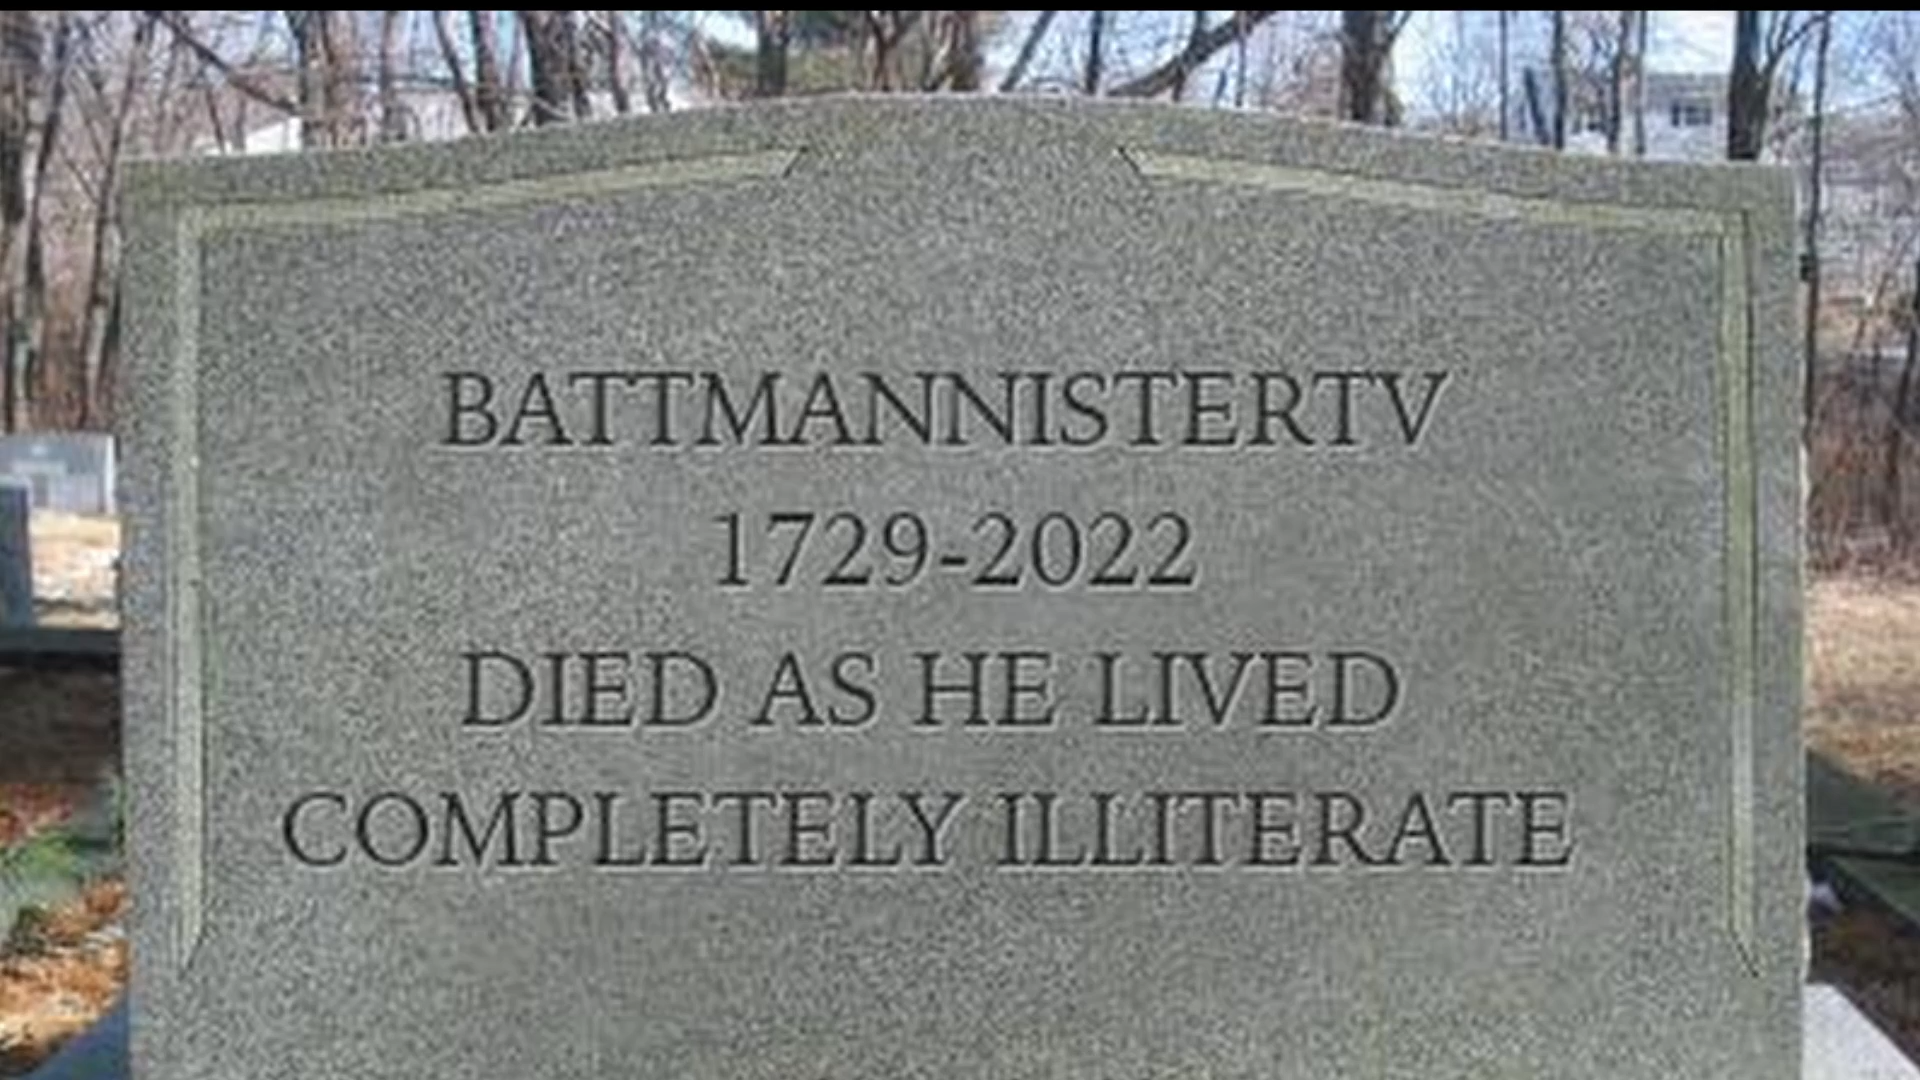 BATTMANNISTERTV
1729-2022
DIED AS HE LIVED
COMPLETELY ILLITERATE